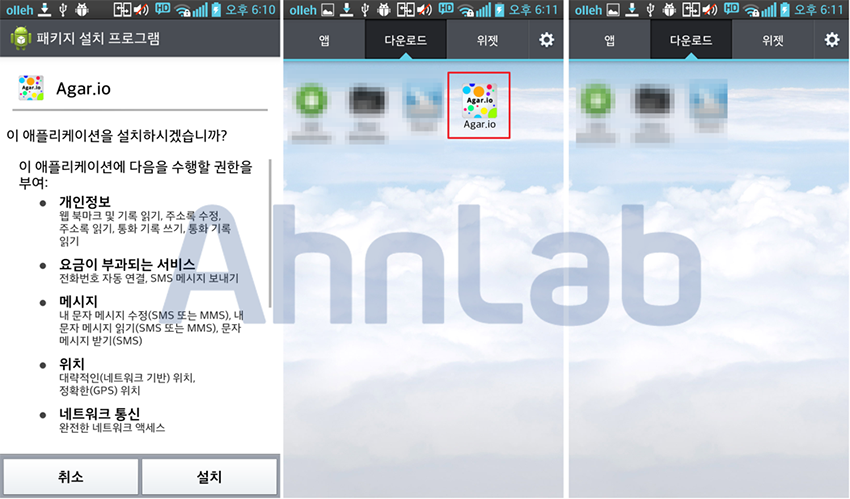 olleh HD 오후 6:10
패키지 설치 프로그램
Agar.io
Agar.io
이 애플리케이션을 설치하시겠습니까?
이 애플리케이션에 다음을 수행할 권한을
부여:
개인정보
웹 북마크 및 기록 읽기, 주소록 수정,
주소록 읽기, 통화 기록 쓰기, 통화 기록
읽기
요금이 부과되는 서비스
전화번호 자동 연결, SMS 메시지 보내기
메시지
내 문자 메시지 수정(SMS 또는 MMS), 내
문자 메시지 읽기(SMS 또는 MMS), 문자
메시지 받기(SMS)
위치
대략적인(네트워크 기반) 위치,
정확한(GPS) 위치
네트워크 통신
완전한 네트워크 액세스
취소 설치
olleh HD 오후 6:11
앱 다운로드 위젯
Agar.io
Agar.io
olleh HD 오후 6:11
앱 다운로드 위젯
AhnLab